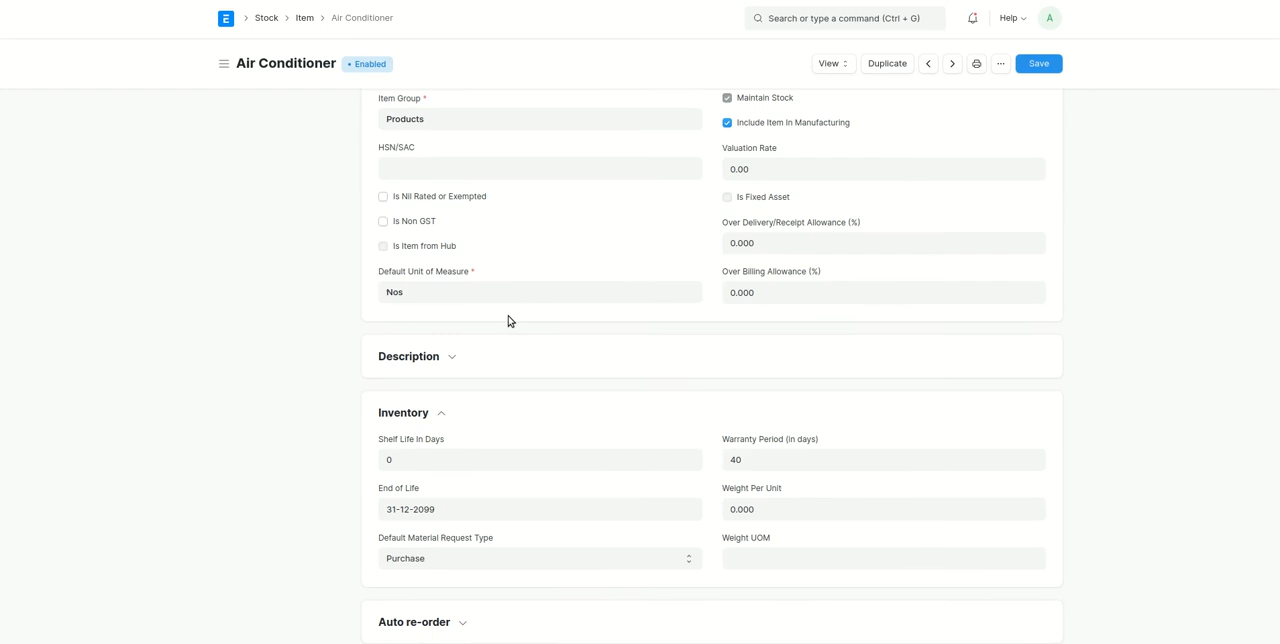 E
Stock
Item
Air Conditioner
Search or type a command (Ctrl + G)
Help
A
Air Conditioner
Enabled
View
Duplicate
Save
Item Group *
Products
HSN/SAC
Is Nil Rated or Exempted
Is Non GST
Is Item from Hub
Default Unit of Measure *
Nos
Maintain Stock
Include Item In Manufacturing
Valuation Rate
0.00
Is Fixed Asset
Over Delivery/Receipt Allowance (%)
0.000
Over Billing Allowance (%)
0.000
Description
Inventory
Shelf Life In Days
0
End of Life
31-12-2099
Default Material Request Type
Purchase
Warranty Period (in days)
40
Weight Per Unit
0.000
Weight UOM
Auto re-order